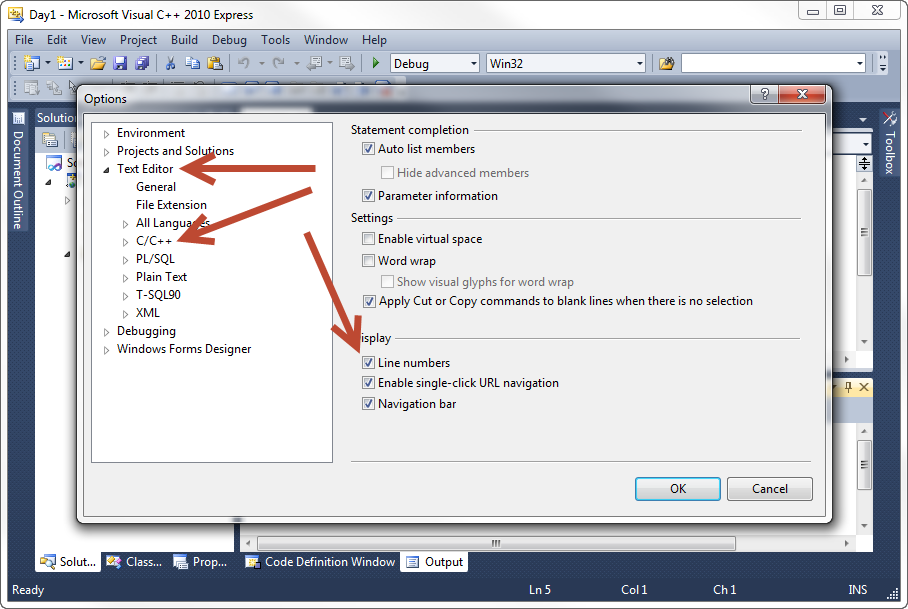 Day1 - Microsoft Visual C++ 2010 Express
File Edit View Project Build Debug Tools Window Help
Debug Win32
Options
Solution
Document Outline
Toolbox
Environment
Projects and Solutions
Text Editor
General
File Extension
All Languages
C/C++
PL/SQL
Plain Text
T-SQL90
XML
Debugging
Windows Forms Designer
Statement completion
Auto list members
Hide advanced members
Parameter information
Settings
Enable virtual space
Word wrap
Show visual glyphs for word wrap
Apply Cut or Copy commands to blank lines when there is no selection
isplay
Line numbers
Enable single-click URL navigation
Navigation bar
OK Cancel
Solut... Class... Prop... Code Definition Window Output
Ready Ln 5 Col 1 Ch 1 INS